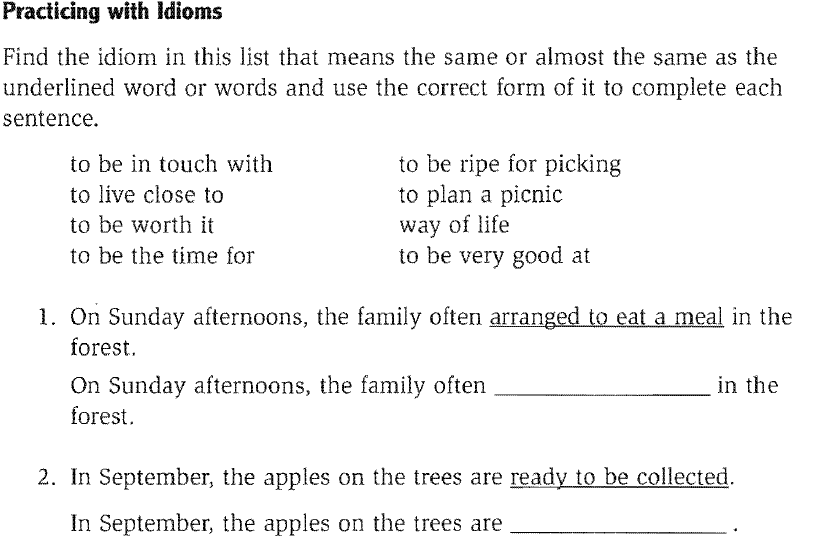 Practicing with Idioms
Find the idiom in this list that means the same or almost the same as the
underlined word or words and use the correct form of it to complete each
sentence.
to be in touch with
to live close to
to be worth it
to be the time for
to be ripe for picking
to plan a picnic
way of life
to be very good at
1. On Sunday afternoons, the family often arranged to eat a meal in the
forest.
On Sunday afternoons, the family often ____________________ in the
forest.
2. In September, the apples on the trees are ready to be collected.
In September, the apples on the trees are ____________________ .